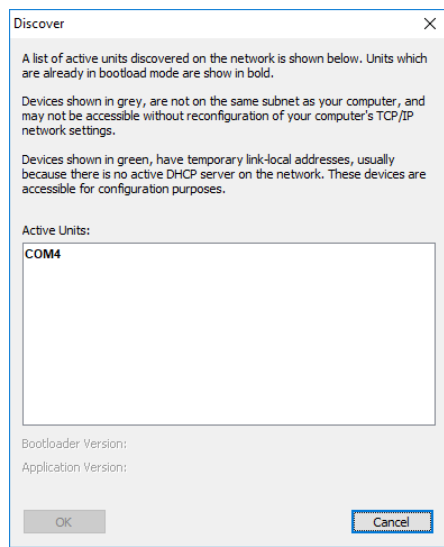 Discover
A list of active units discovered on the network is shown below. Units which
are already in bootload mode are show in bold.
Devices shown in grey, are not on the same subnet as your computer, and
may not be accessible without reconfiguration of your computer's TCP/IP
network settings.
Devices shown in green, have temporary link-local addresses, usually
because there is no active DHCP server on the network. These devices are
accessible for configuration purposes.
Active Units:
COM4
Bootloader Version:
Application Version:
OK Cancel